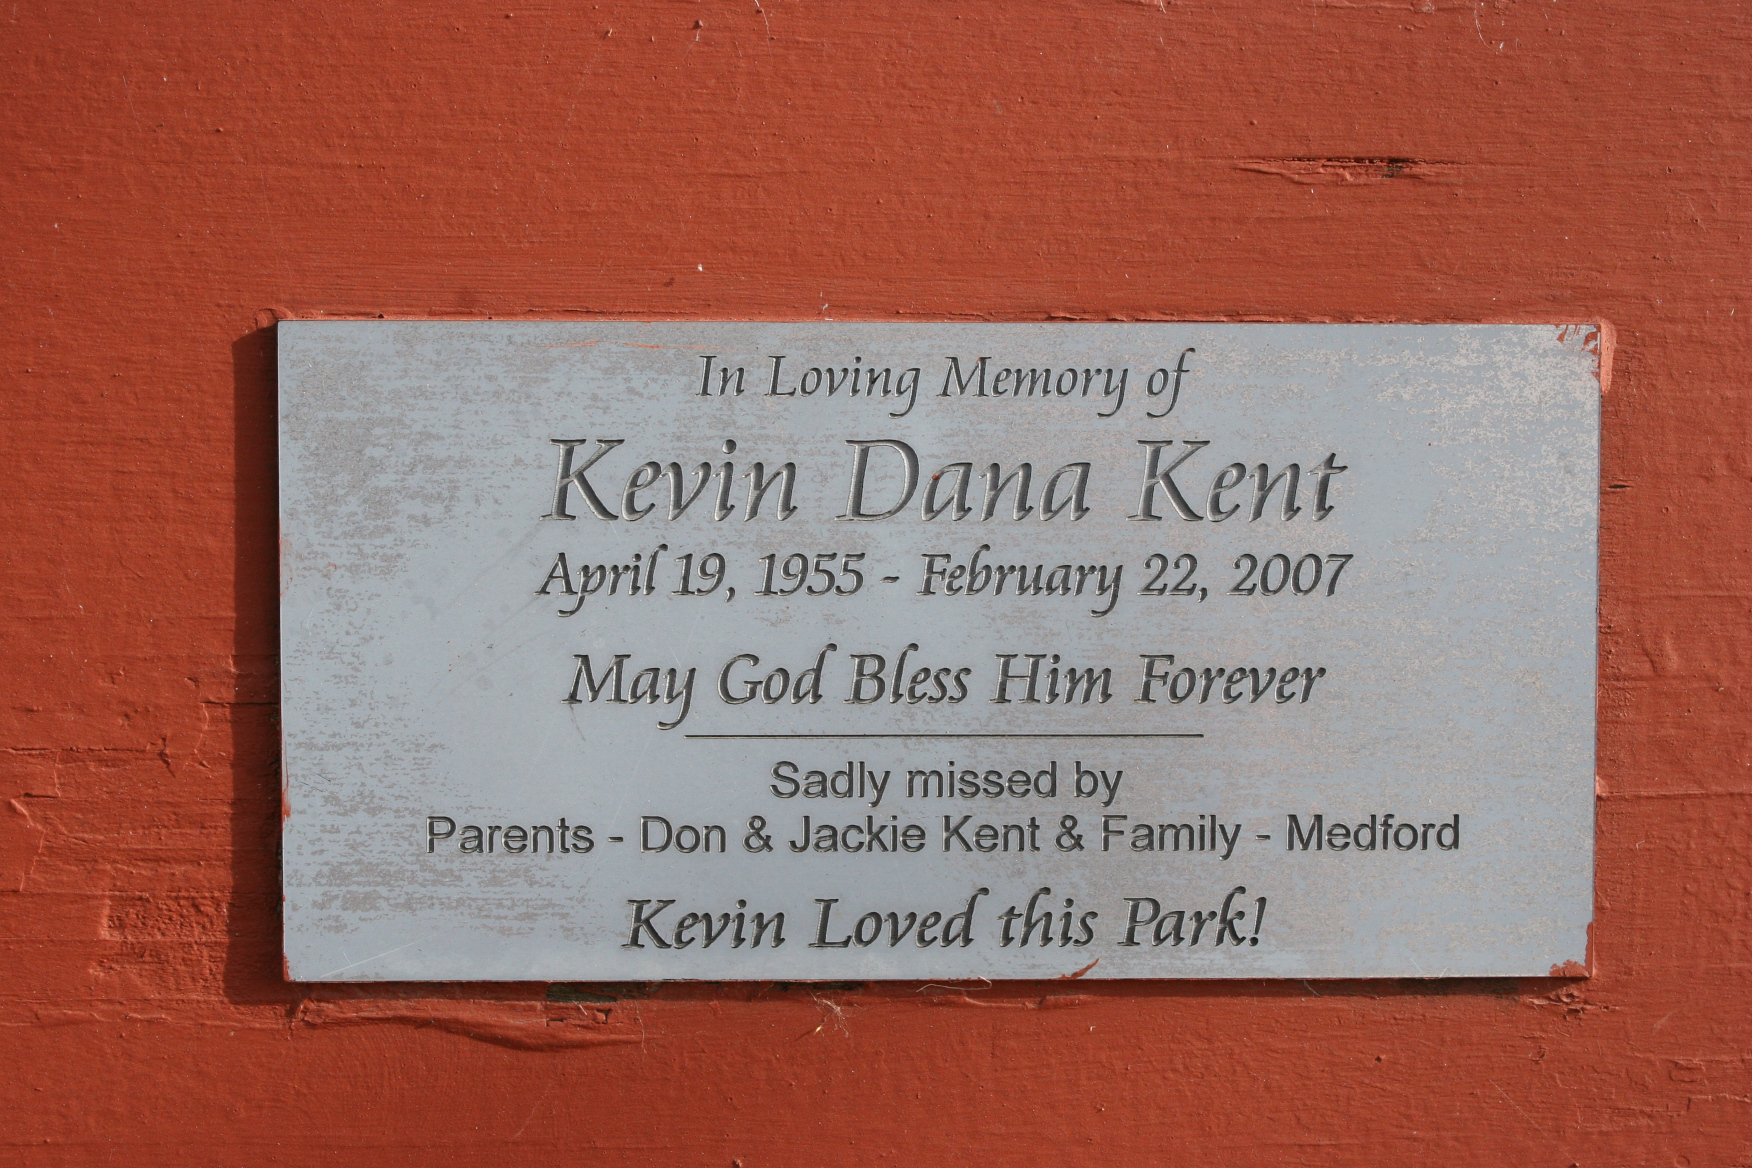 In Loving Memory of
Kevin Dana Kent
April 19, 1955 - February 22, 2007
May God Bless Him Forever
Sadly missed by
Parents - Don & Jackie Kent & Family - Medford
Kevin Loved this Park!